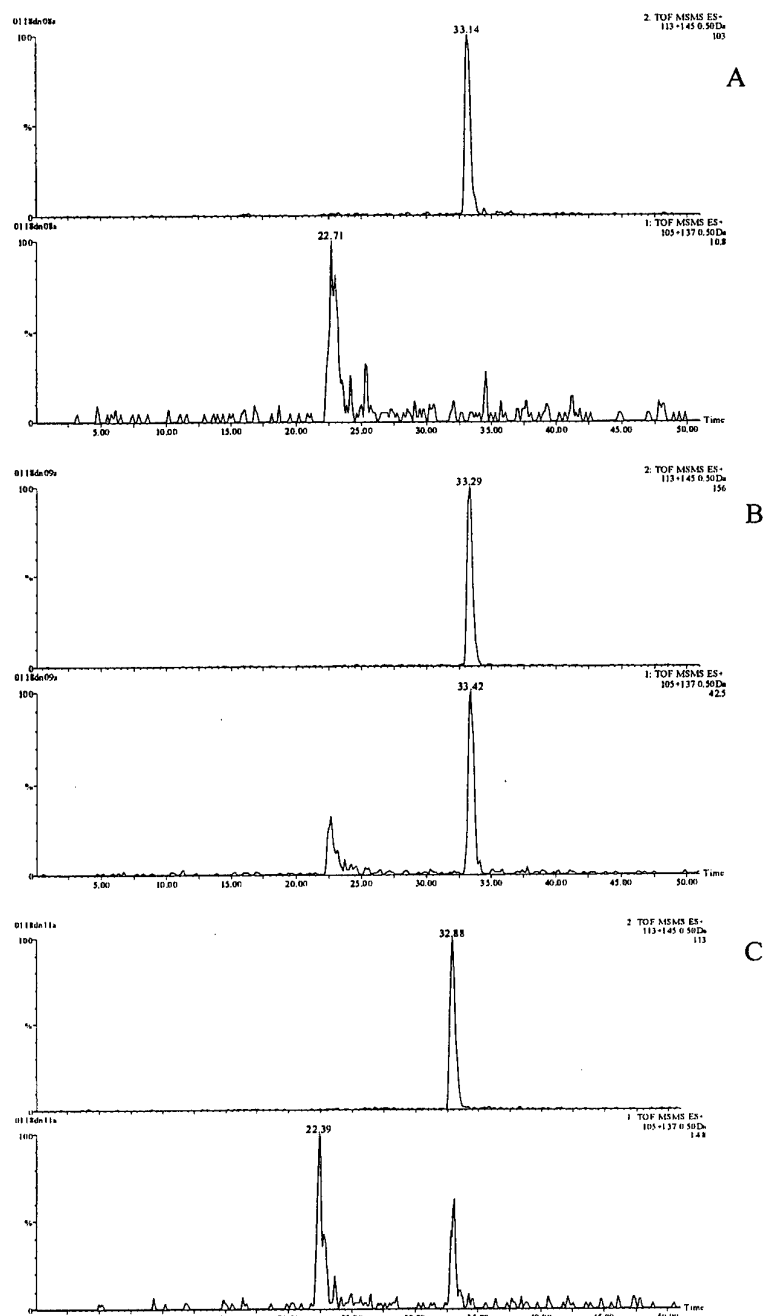 0118dn08a
2: TOF MSMS ES+
113+145 0.50Da
103
A
100
33.14
%
0
0118dn08a
1: TOF MSMS ES+
105+137 0.50Da
10.8
100
22.71
%
0
5.00 10.00 15.00 20.00 25.00 30.00 35.00 40.00 45.00 50.00 Time
0118dn09a
2: TOF MSMS ES+
113+145 0.50Da
156
B
100
33.29
%
0
0118dn09a
1: TOF MSMS ES+
105+137 0.50Da
42.5
100
33.42
%
0
5.00 10.00 15.00 20.00 25.00 30.00 35.00 40.00 45.00 50.00 Time
0118dn11a
2 TOF MSMS ES+
113+145 0.50Da
113
C
100
32.88
%
0
0118dn11a
1 TOF MSMS ES+
105+137 0.50Da
14.8
100
22.39
%
0
Time